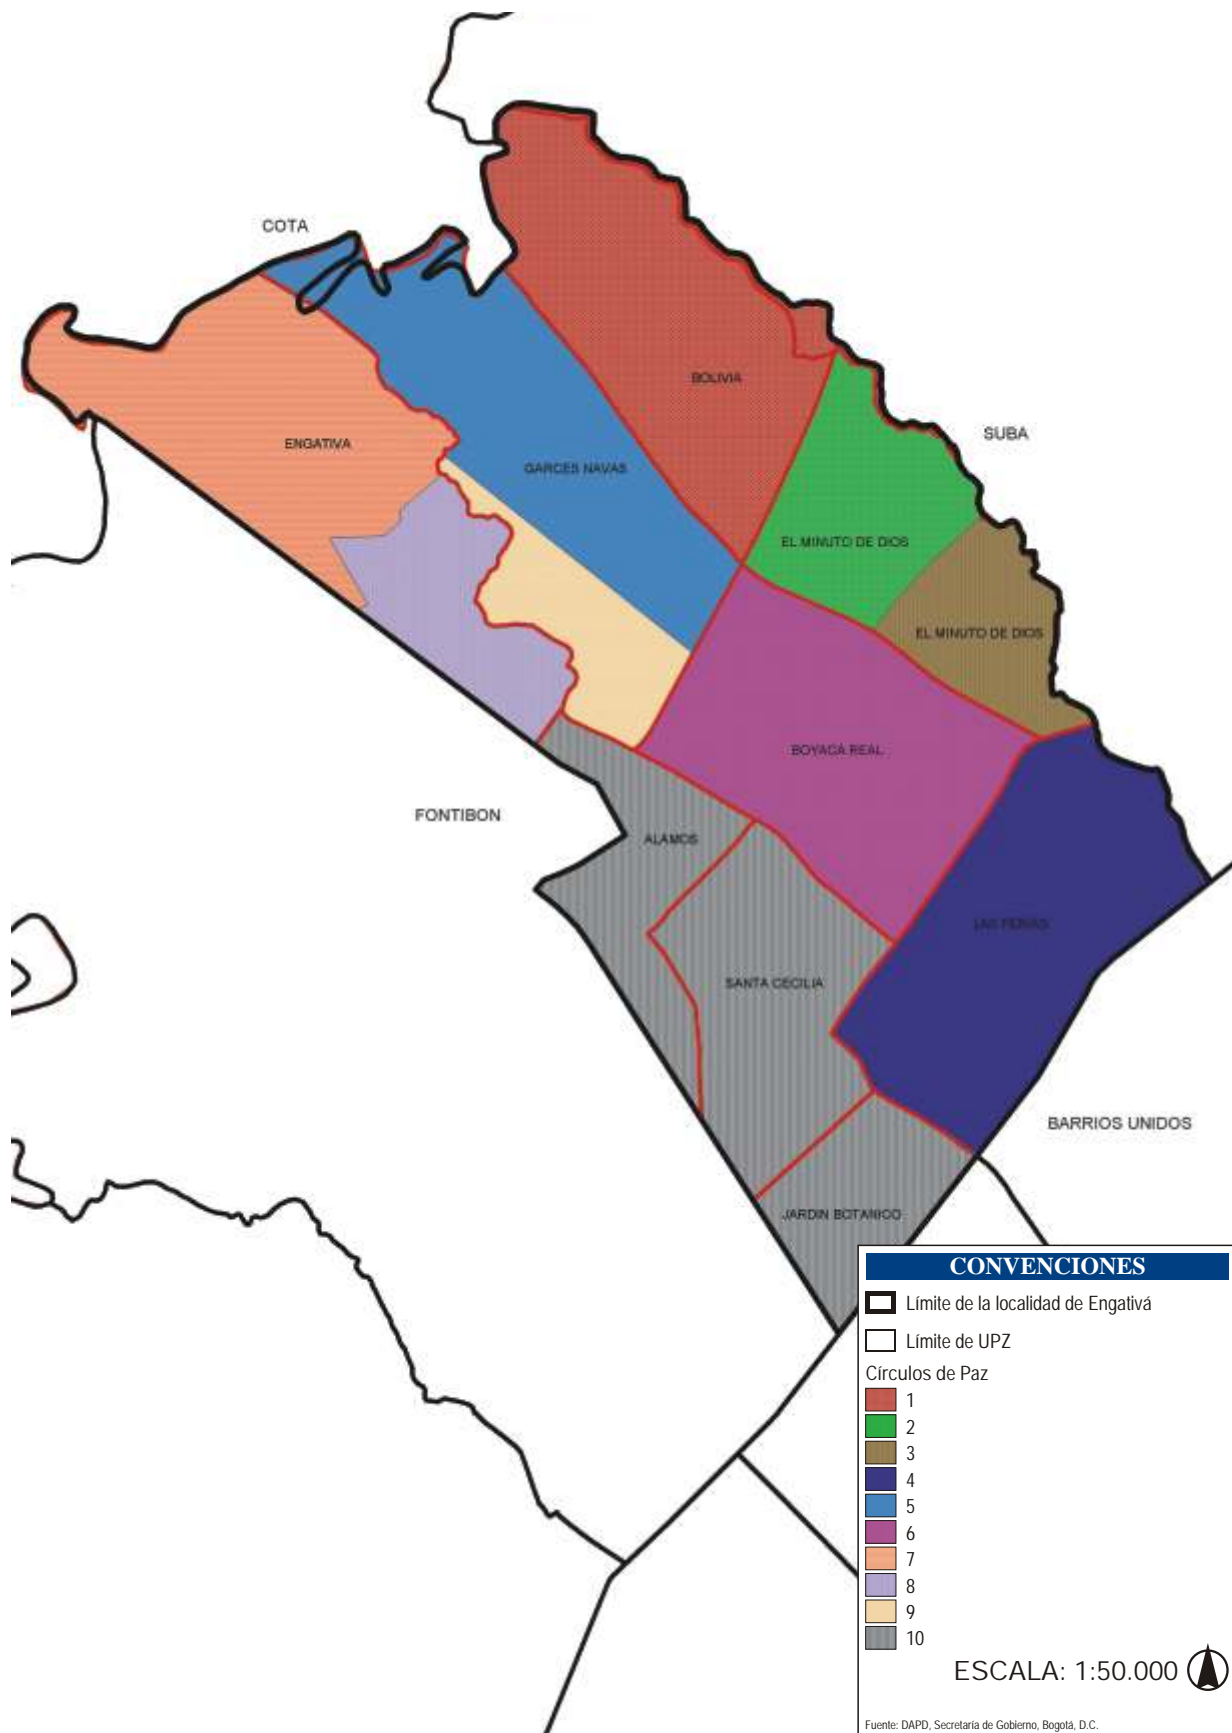 COTA
BOLIVIA
SUBA
ENGATIVA
GARCES NAVAS
EL MINUTO DE DIOS
EL MINUTO DE DIOS
BOYACA REAL
FONTIBON
ALAMOS
LAS FERIAS
SANTA CECILIA
BARRIOS UNIDOS
JARDIN BOTANICO
CONVENCIONES
Límite de la localidad de Engativá
Límite de UPZ
Círculos de Paz
1
2
3
4
5
6
7
8
9
10
ESCALA: 1:50.000
Fuente: DAPD, Secretaría de Gobierno, Bogotá, D.C.